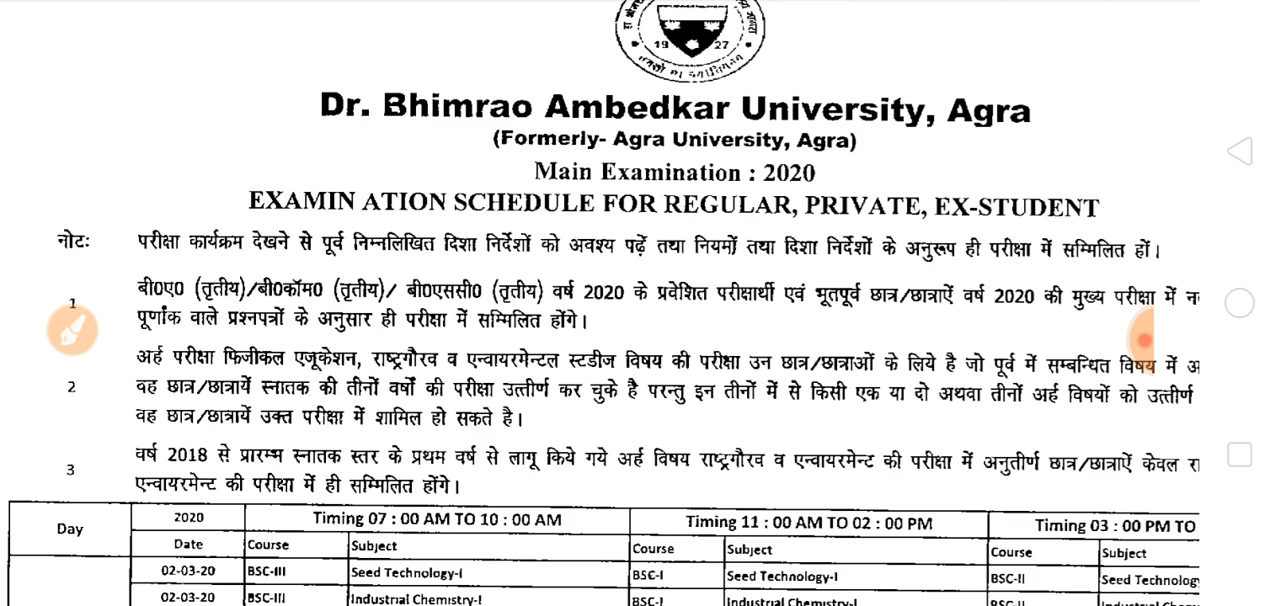 19 27
Dr. Bhimrao Ambedkar University, Agra
(Formerly- Agra University, Agra)
Main Examination : 2020
EXAMIN ATION SCHEDULE FOR REGULAR, PRIVATE, EX-STUDENT
नोटः परीक्षा कार्यक्रम देखने से पूर्व निम्नलिखित दिशा निर्देशों को अवश्य पढ़ें तथा नियमों तथा दिशा निर्देशों के अनुरूप ही परीक्षा में सम्मिलित हों।
1 बी0ए0 (तृतीय)/बी0कॉम0 (तृतीय)/ बी0एससी0 (तृतीय) वर्ष 2020 के प्रवेशित परीक्षार्थी एवं भूतपूर्व छात्र/छात्राऐं वर्ष 2020 की मुख्य परीक्षा में
पूर्णांक वाले प्रश्नपत्रों के अनुसार ही परीक्षा में सम्मिलित होंगे।
अर्ह परीक्षा फिजीकल एजूकेशन, राष्ट्रगौरव व एन्वायरमेन्टल स्टडीज विषय की परीक्षा उन छात्र/छात्राओं के लिये है जो पूर्व में सम्बन्धित विषय में
2 वह छात्र/छात्रायें स्नातक की तीनों वर्षो की परीक्षा उत्तीर्ण कर चुके है परन्तु इन तीनों में से किसी एक या दो अथवा तीनों अर्ह विषयों को उत्तीर्ण
वह छात्र/छात्रायें उक्त परीक्षा में शामिल हो सकते है।
3 वर्ष 2018 से प्रारम्भ स्नातक स्तर के प्रथम वर्ष से लागू किये गये अर्ह विषय राष्ट्रगौरव व एन्वायरमेन्ट की परीक्षा में अनुतीर्ण छात्र/छात्राऐं केवल
एन्वायरमेन्ट की परीक्षा में ही सम्मिलित होंगे।
Day 2020 Timing 07 : 00 AM TO 10 : 00 AM Timing 11 : 00 AM TO 02 : 00 PM Timing 03 : 00 PM TO
Date Course Subject Course Subject Course Subject
02-03-20 BSC-III Seed Technology-I BSC-I Seed Technology-I BSC-II Seed Technolog
02-03-20 BSC-III Industrial Chemistry-I BSC-I Industrial Chemistry-I BSC-II